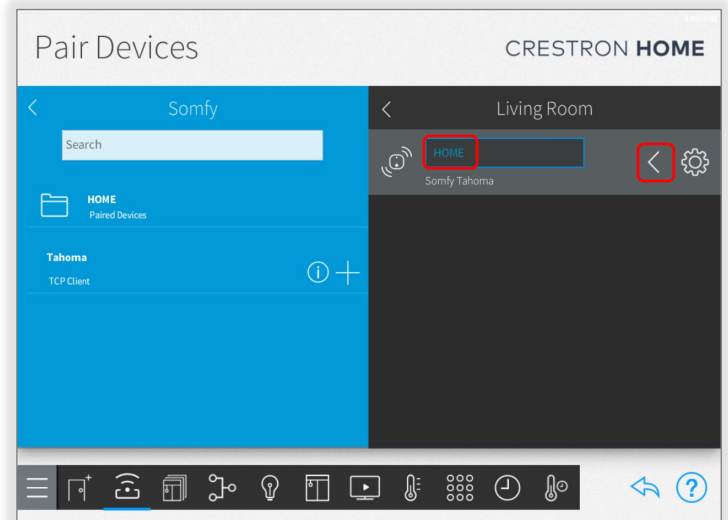 Pair Devices
CRESTRON HOME
Somfy
Living Room
Search
HOME
Somfy Tahoma
HOME
Paired Devices
Tahoma
TCP Client